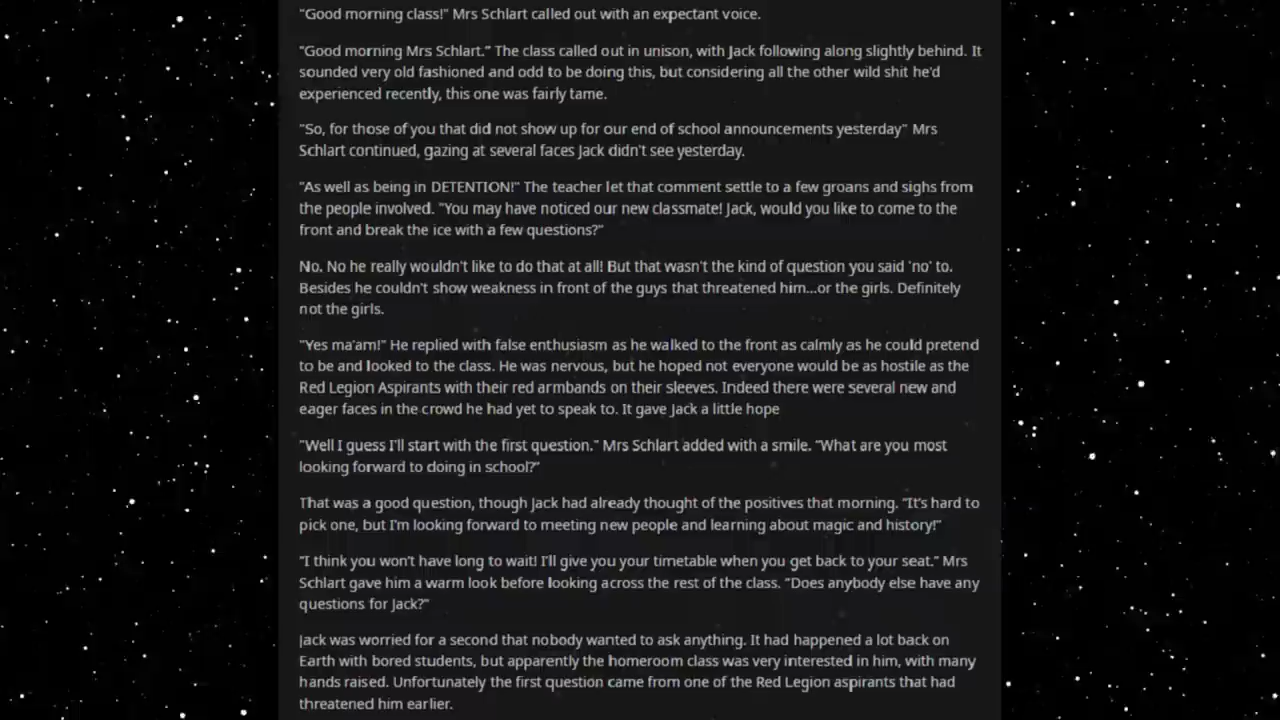 "Good morning class!" Mrs Schlart called out with an expectant voice.
"Good morning Mrs Schlart." The class called out in unison, with Jack following along slightly behind. It
sounded very old fashioned and odd to be doing this, but considering all the other wild shit he'd
experienced recently, this one was fairly tame.
"So, for those of you that did not show up for our end of school announcements yesterday" Mrs
Schlart continued, gazing at several faces Jack didn't see yesterday.
"As well as being in DETENTION!" The teacher let that comment settle to a few groans and sighs from
the people involved. "You may have noticed our new classmate! Jack, would you like to come to the
front and break the ice with a few questions?"
No. No he really wouldn't like to do that at all! But that wasn't the kind of question you said 'no' to.
Besides he couldn't show weakness in front of the guys that threatened him...or the girls. Definitely
not the girls.
"Yes ma'am!" He replied with false enthusiasm as he walked to the front as calmly as he could pretend
to be and looked to the class. He was nervous, but he hoped not everyone would be as hostile as the
Red Legion Aspirants with their red armbands on their sleeves. Indeed there were several new and
eager faces in the crowd he had yet to speak to. It gave Jack a little hope
"Well I guess I'll start with the first question." Mrs Schlart added with a smile. "What are you most
looking forward to doing in school?"
That was a good question, though Jack had already thought of the positives that morning. "It's hard to
pick one, but I'm looking forward to meeting new people and learning about magic and history!"
"I think you won't have long to wait! I'll give you your timetable when you get back to your seat." Mrs
Schlart gave him a warm look before looking across the rest of the class. "Does anybody else have any
questions for Jack?"
Jack was worried for a second that nobody wanted to ask anything. It had happened a lot back on
Earth with bored students, but apparently the homeroom class was very interested in him, with many
hands raised. Unfortunately the first question came from one of the Red Legion aspirants that had
threatened him earlier.